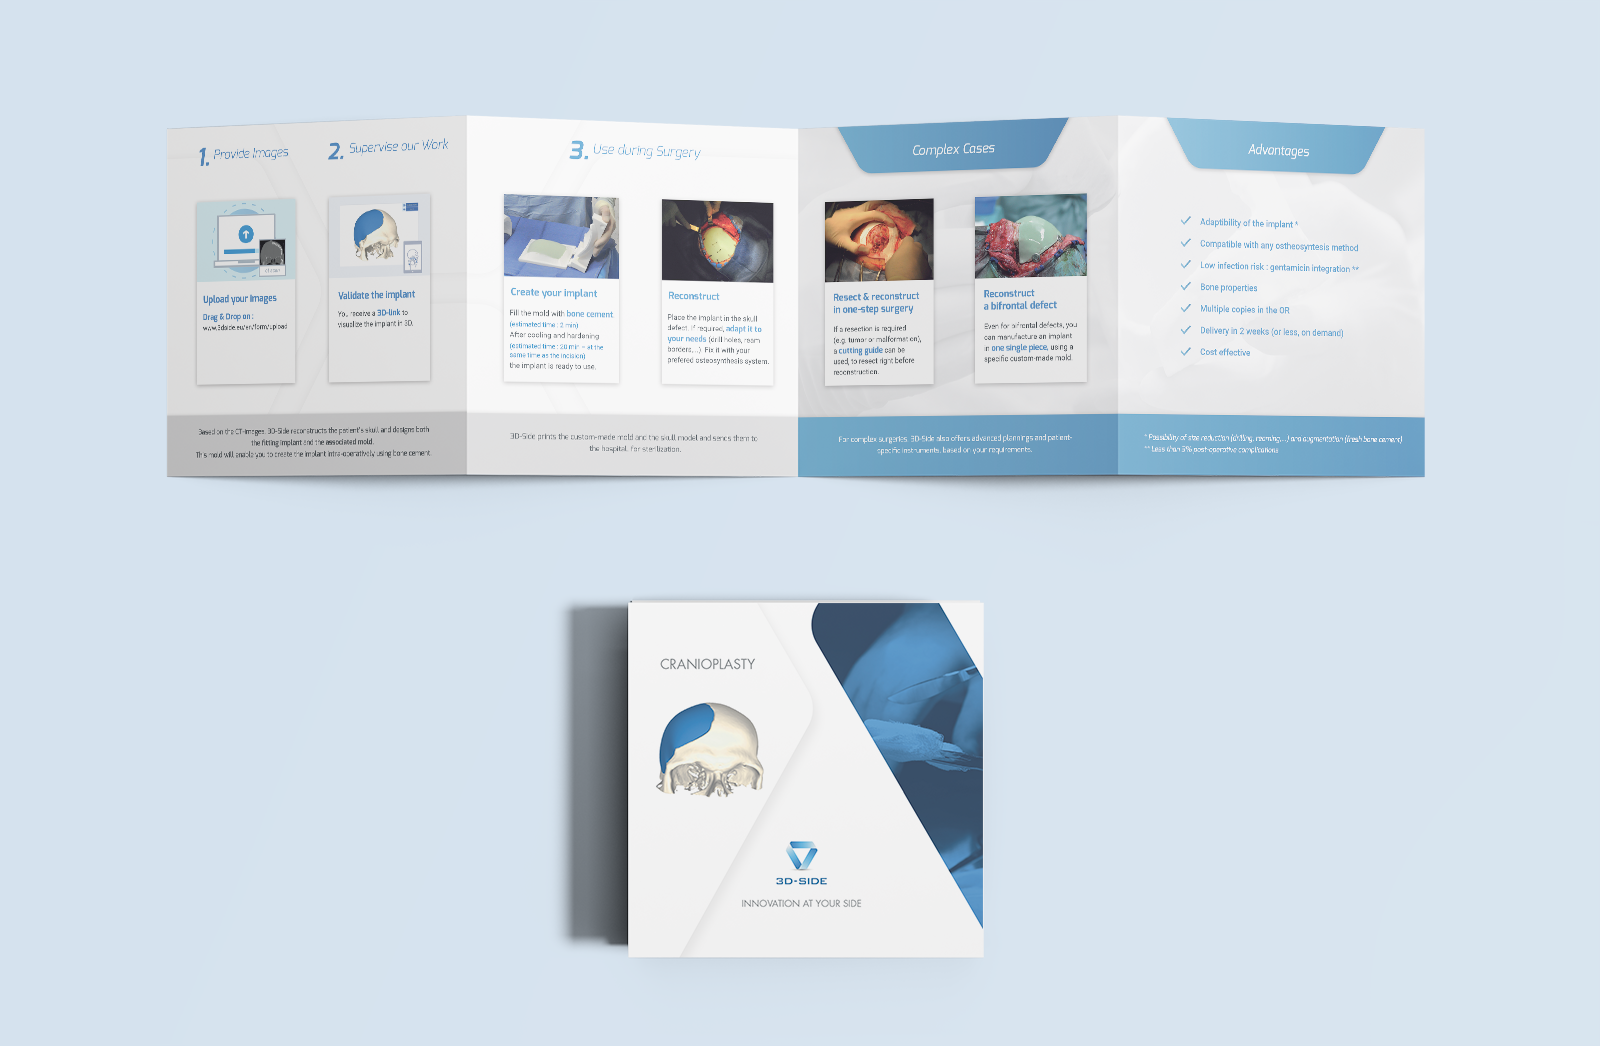 1. Provide Images
2. Supervise our Work
Upload your images
Drag & Drop on :
www.3dside.eu/en/form/upload
Validate the implant
You receive a 3D-link to
visualize the implant in 3D.
Based on the CT-images, 3D-Side reconstructs the patient's skull and designs both
the fitting implant and the associated mold.
This mold will enable you to create the implant intra-operatively using bone cement.
3. Use during Surgery
Create your implant
Fill the mold with bone cement
(estimated time : 2 min)
After cooling and hardening
(estimated time : 20 min – at the
same time as the incision)
the implant is ready to use.
Reconstruct
Place the implant in the skull
defect. If required, adapt it to
your needs (drill holes, ream
borders,...) Fix it with your
prefered osteosynthesis system.
3D-Side prints the custom-made mold and the skull model and sends them to
the hospital, for sterilization.
Complex Cases
Resect & reconstruct
in one-step surgery
If a resection is required
(e.g. tumor or malformation),
a cutting guide can be
used, to resect right before
reconstruction.
Reconstruct
a bifrontal defect
Even for bifrontal defects, you
can manufacture an implant
in one single piece, using a
specific custom-made mold.
For complex surgeries, 3D-Side also offers advanced plannings and patient-
specific instruments, based on your requirements.
Advantages
Adaptibility of the implant *
Compatible with any ostheosyntesis method
Low infection risk : gentamicin integration **
Bone properties
Multiple copies in the OR
Delivery in 2 weeks (or less, on demand)
Cost effective
* Possibility of size reduction (drilling, reaming,...) and augmentation (fresh bone cement)
** Less than 5% post-operative complications
CRANIOPLASTY
3D-SIDE
INNOVATION AT YOUR SIDE